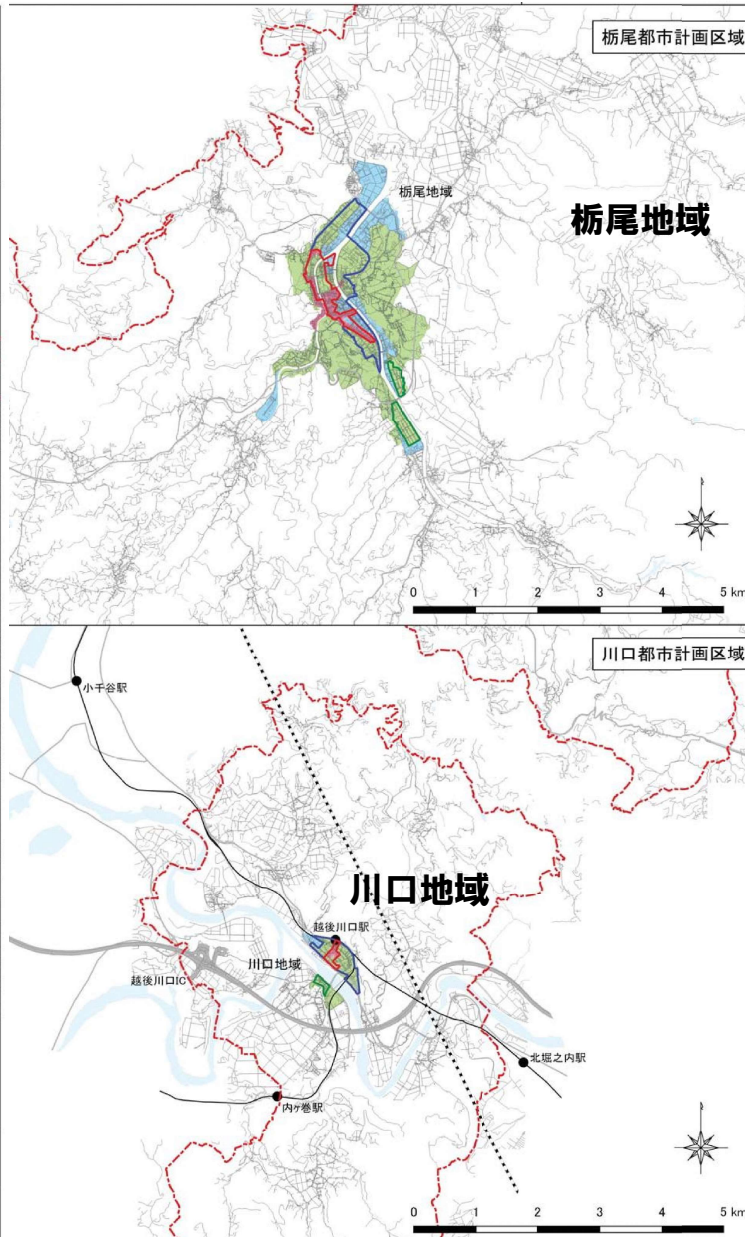 栃尾都市計画区域
栃尾地域
栃尾地域
0 1 2 3 4 5 km
川口都市計画区域
小千谷駅
川口地域
越後川口駅
川口地域
越後川口IC
北堀之内駅
内ヶ巻駅
0 1 2 3 4 5 km